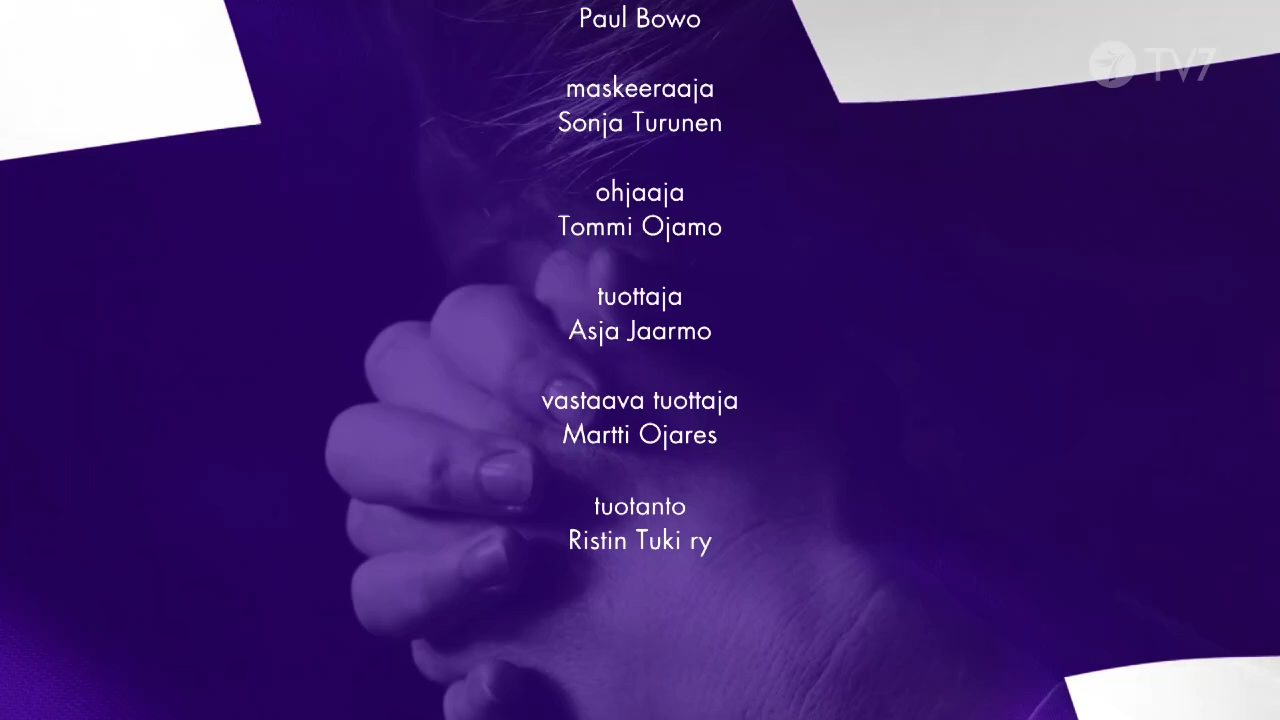 Paul Bowo
TV7
maskeeraaja
Sonja Turunen
ohjaaja
Tommi Ojamo
tuottaja
Asja Jaarmo
vastaava tuottaja
Martti Ojares
tuotanto
Ristin Tuki ry